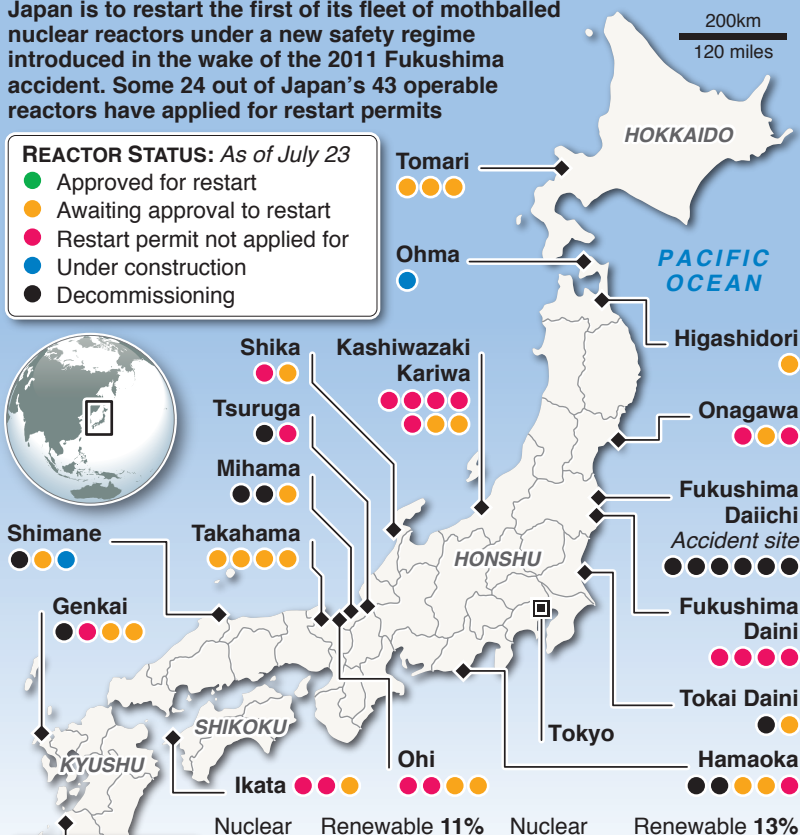 Japan is to restart the first of its fleet of mothballed
nuclear reactors under a new safety regime
introduced in the wake of the 2011 Fukushima
accident. Some 24 out of Japan's 43 operable
reactors have applied for restart permits
200km
120 miles
REACTOR STATUS: As of July 23
Approved for restart
Awaiting approval to restart
Restart permit not applied for
Under construction
Decommissioning
HOKKAIDO
Tomari
Ohma
PACIFIC
OCEAN
Higashidori
Shika
Kashiwazaki
Kariwa
Tsuruga
Onagawa
Mihama
Fukushima
Daiichi
Accident site
Shimane
Takahama
HONSHU
Genkai
Fukushima
Daini
Tokai Daini
SHIKOKU
Tokyo
KYUSHU
Ikata
Ohi
Hamaoka
Nuclear
Renewable 11%
Nuclear
Renewable 13%